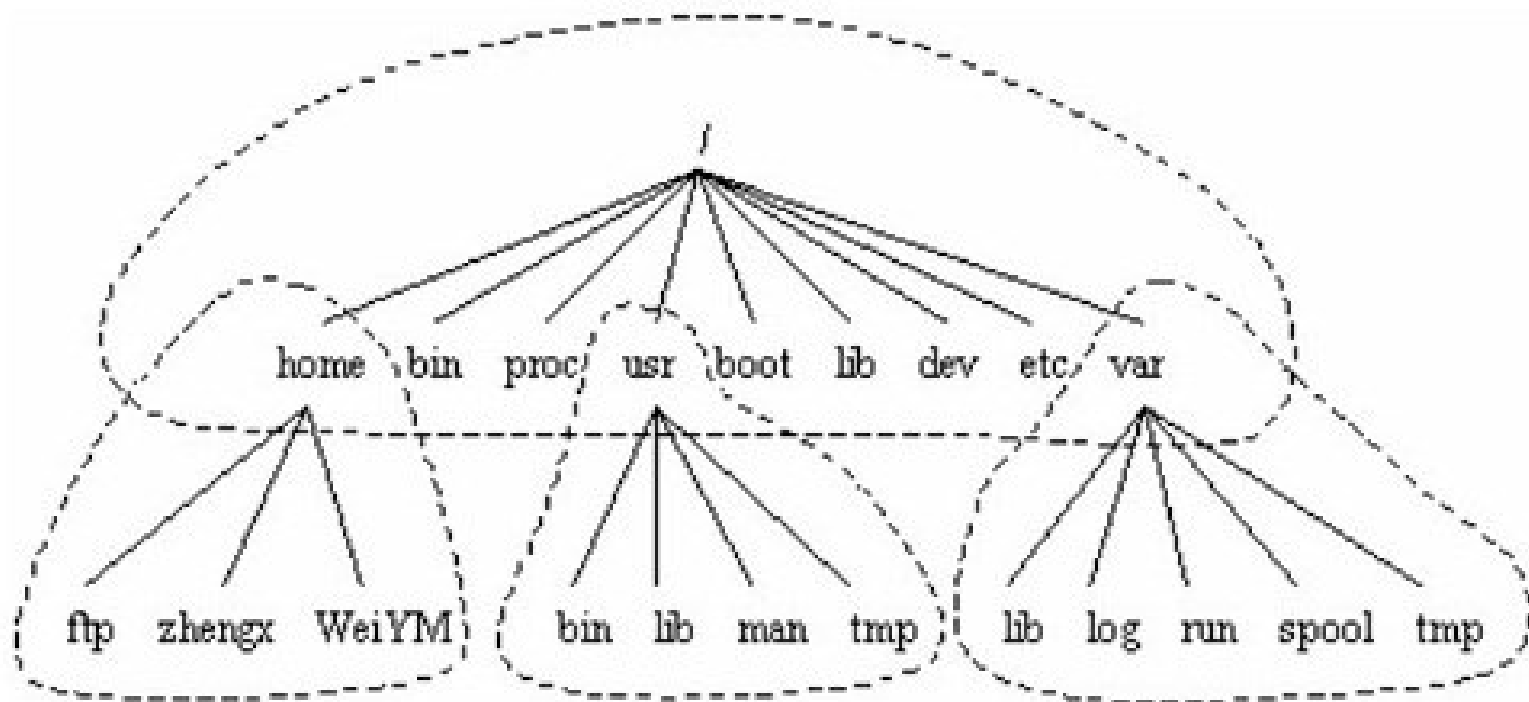 /
home bin proc usr boot lib dev etc var
ftp zhengx WeiYM bin lib man tmp lib log run spool tmp